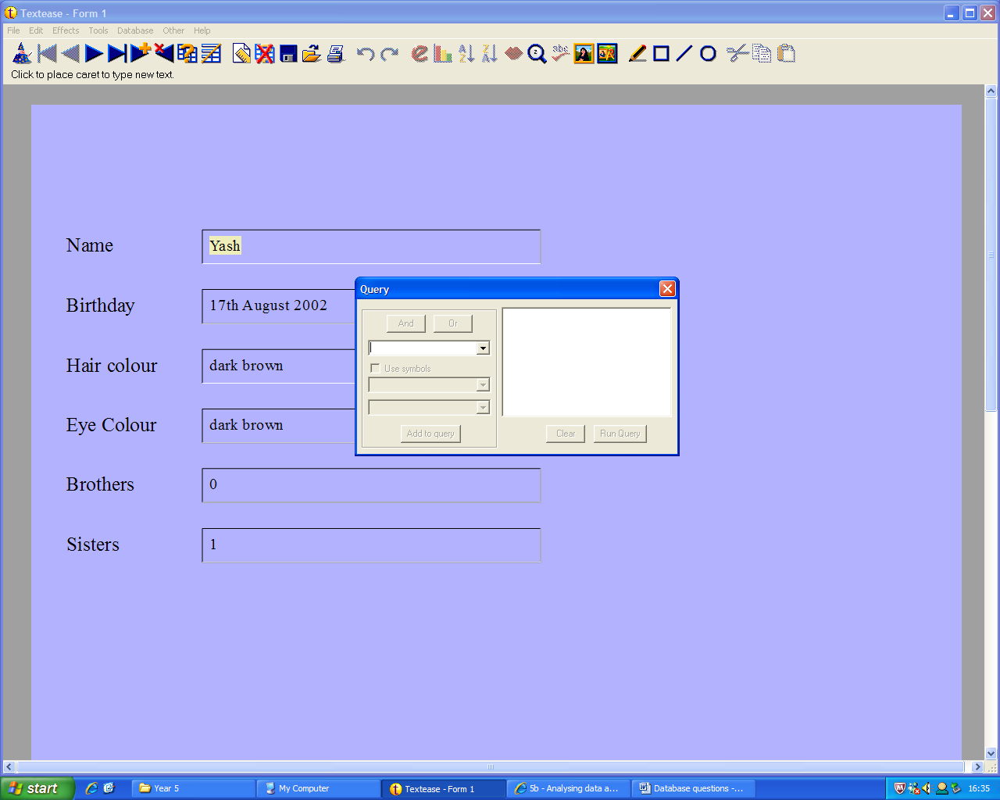 Textease - Form 1
File Edit Effects Tools Database Other Help
Click to place caret to type new text.
Name Yash
Birthday 17th August 2002
Hair colour dark brown
Eye Colour dark brown
Brothers 0
Sisters 1
Query
And Or
Use symbols
Add to query
Clear Run Query
start Year 5 My Computer Textease - Form 1 5b - Analysing data a... Database questions -... 16:35